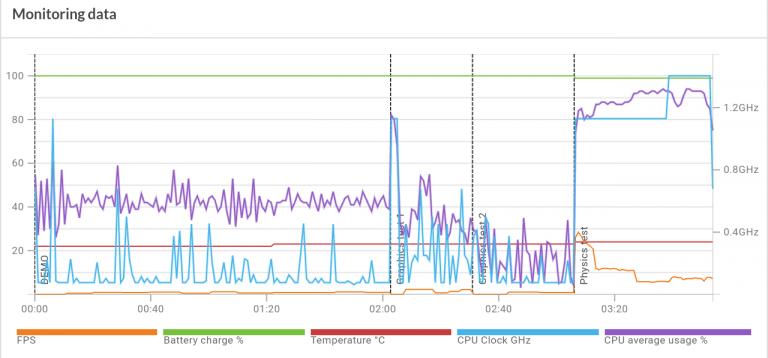 Monitoring data
100
80
60
40
20
1.2GHz
0.8GHz
0.4GHz
DEMO
Graphics test 1
Graphics test 2
Physics test
00:00
00:40
01:20
02:00
02:40
03:20
FPS
Battery charge %
Temperature °C
CPU Clock GHz
CPU average usage %